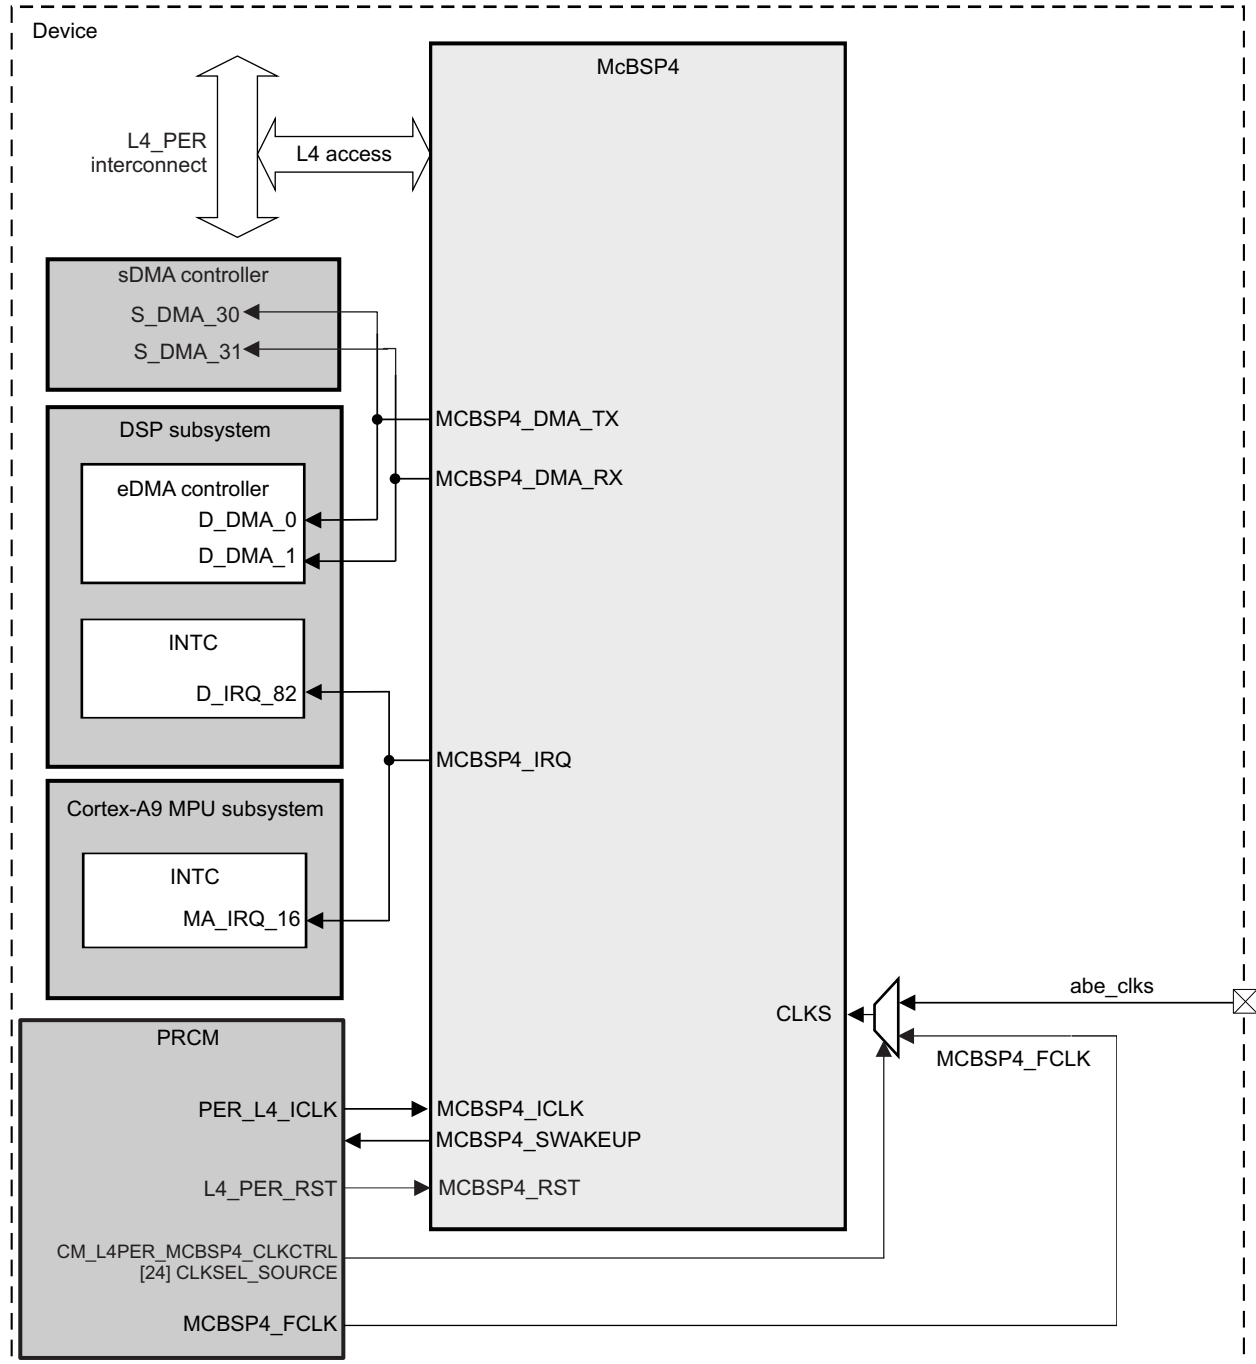 Device
McBSP4
L4_PER
interconnect
L4 access
sDMA controller
S_DMA_30
S_DMA_31
DSP subsystem
eDMA controller
D_DMA_0
D_DMA_1
MCBSP4_DMA_TX
MCBSP4_DMA_RX
INTC
D_IRQ_82
MCBSP4_IRQ
Cortex-A9 MPU subsystem
INTC
MA_IRQ_16
abe_clks
CLKS
MCBSP4_FCLK
PRCM
PER_L4_ICLK
MCBSP4_ICLK
MCBSP4_SWAKEUP
L4_PER_RST
MCBSP4_RST
CM_L4PER_MCBSP4_CLKCTRL
[24] CLKSEL_SOURCE
MCBSP4_FCLK